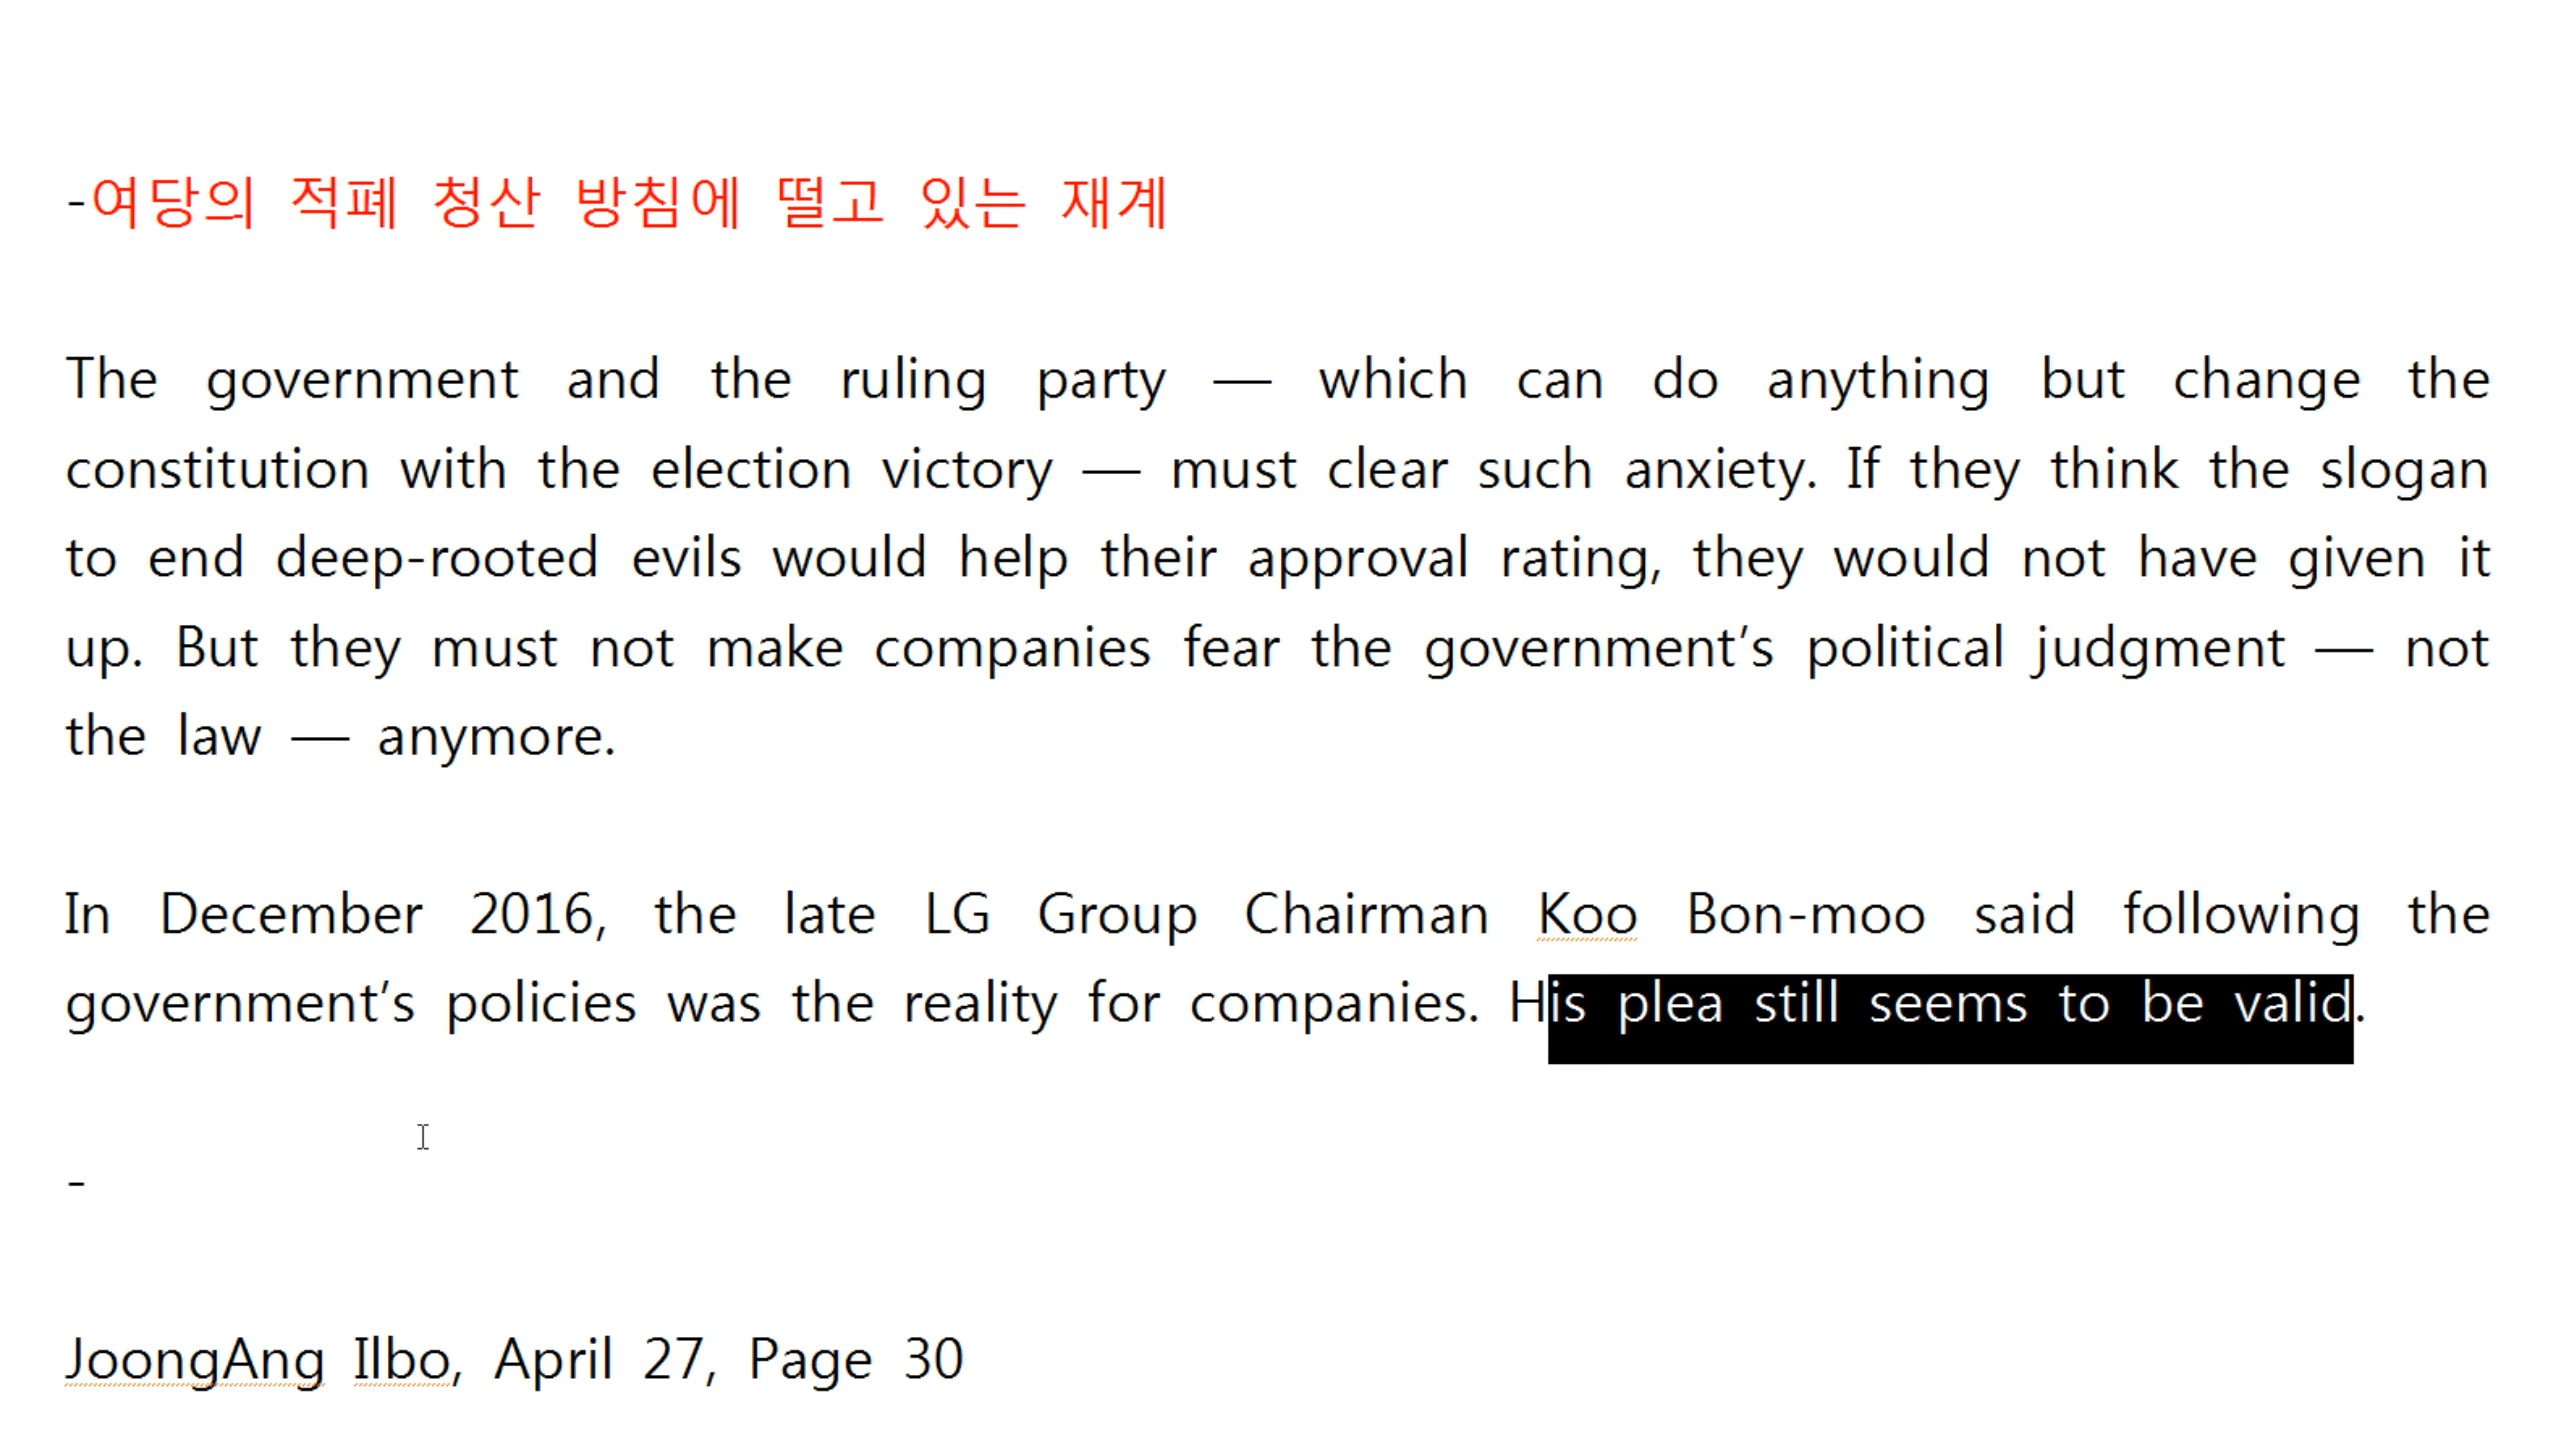 -여당의 적폐 청산 방침에 떨고 있는 재계
The government and the ruling party — which can do anything but change the
constitution with the election victory — must clear such anxiety. If they think the slogan
to end deep-rooted evils would help their approval rating, they would not have given it
up. But they must not make companies fear the government’s political judgment — not
the law — anymore.
In December 2016, the late LG Group Chairman Koo Bon-moo said following the
government’s policies was the reality for companies. His plea still seems to be valid.
-
JoongAng Ilbo, April 27, Page 30